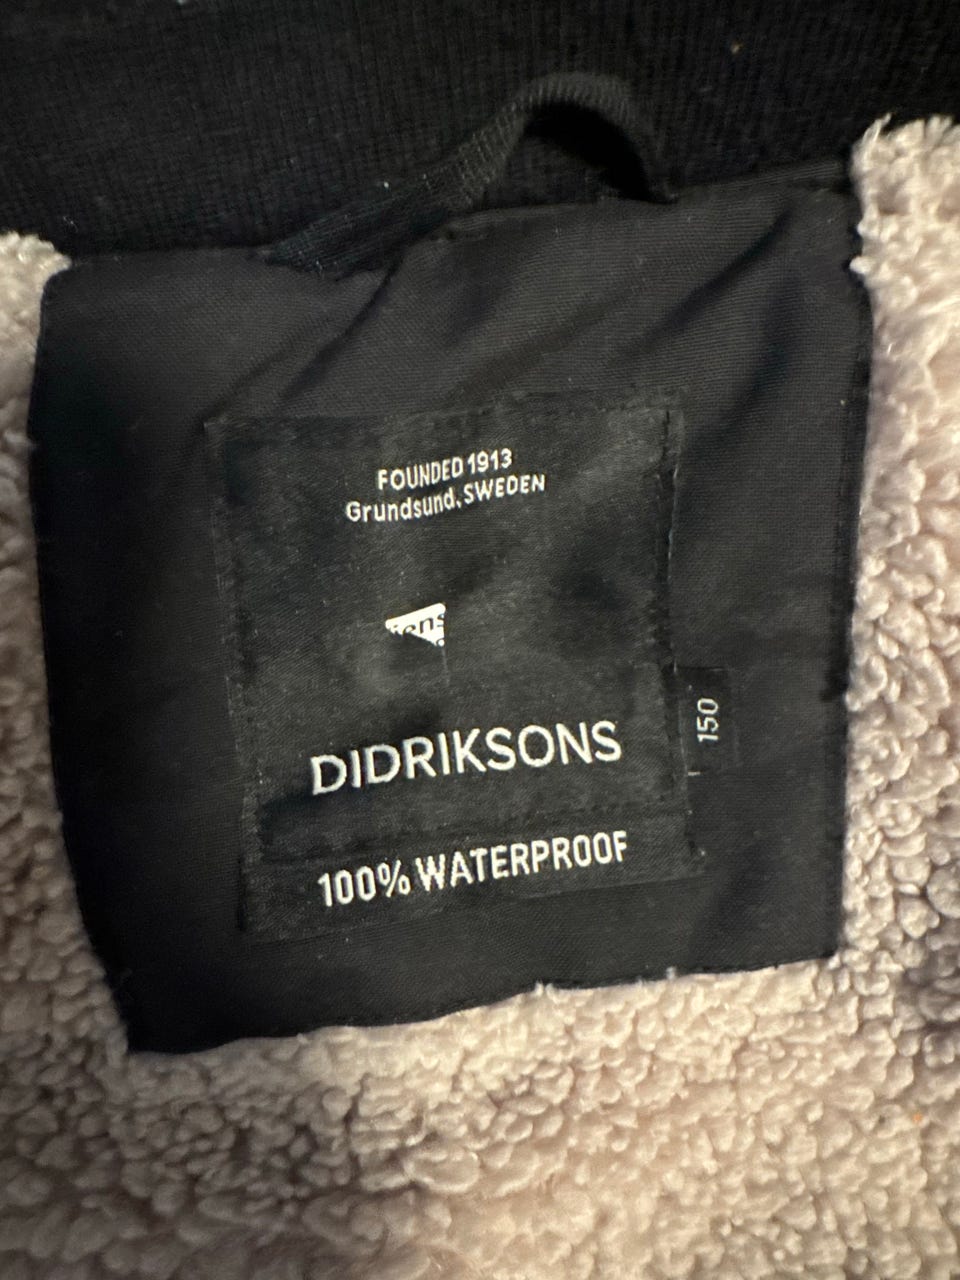 FOUNDED 1913
Grundsund, SWEDEN
DIDRIKSONS
150
100% WATERPROOF